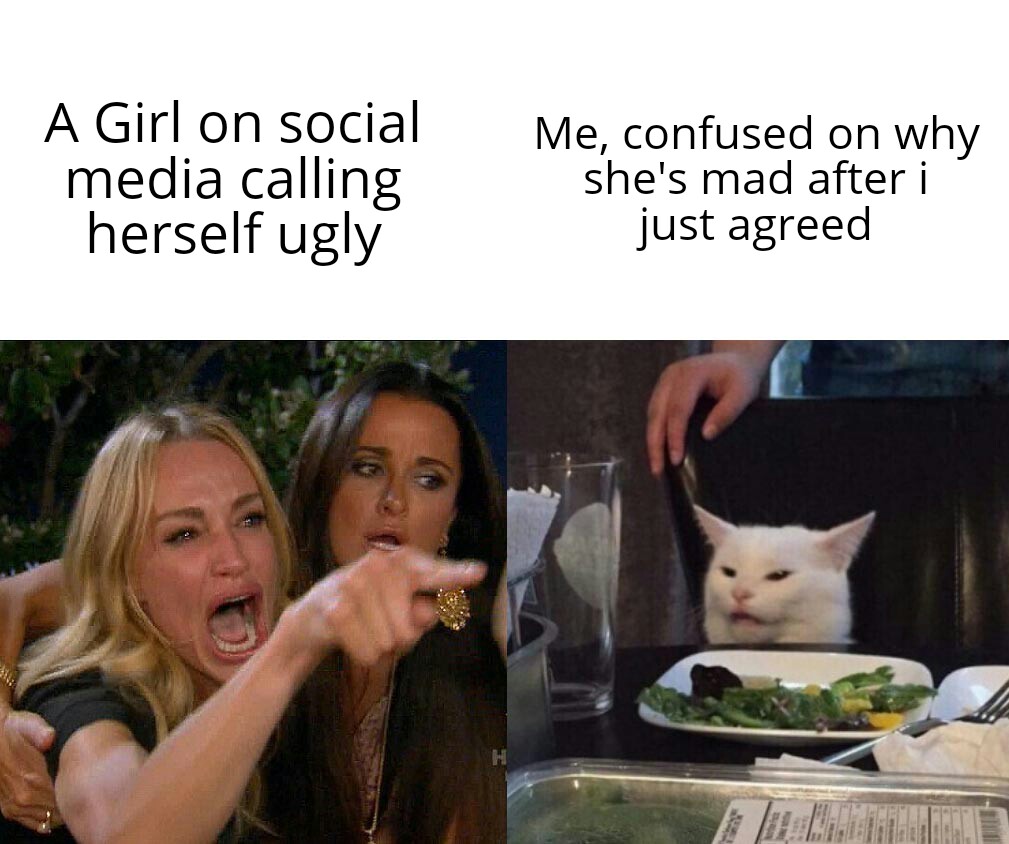 A Girl on social
media calling
herself ugly
Me, confused on why
she's mad after i
just agreed
H